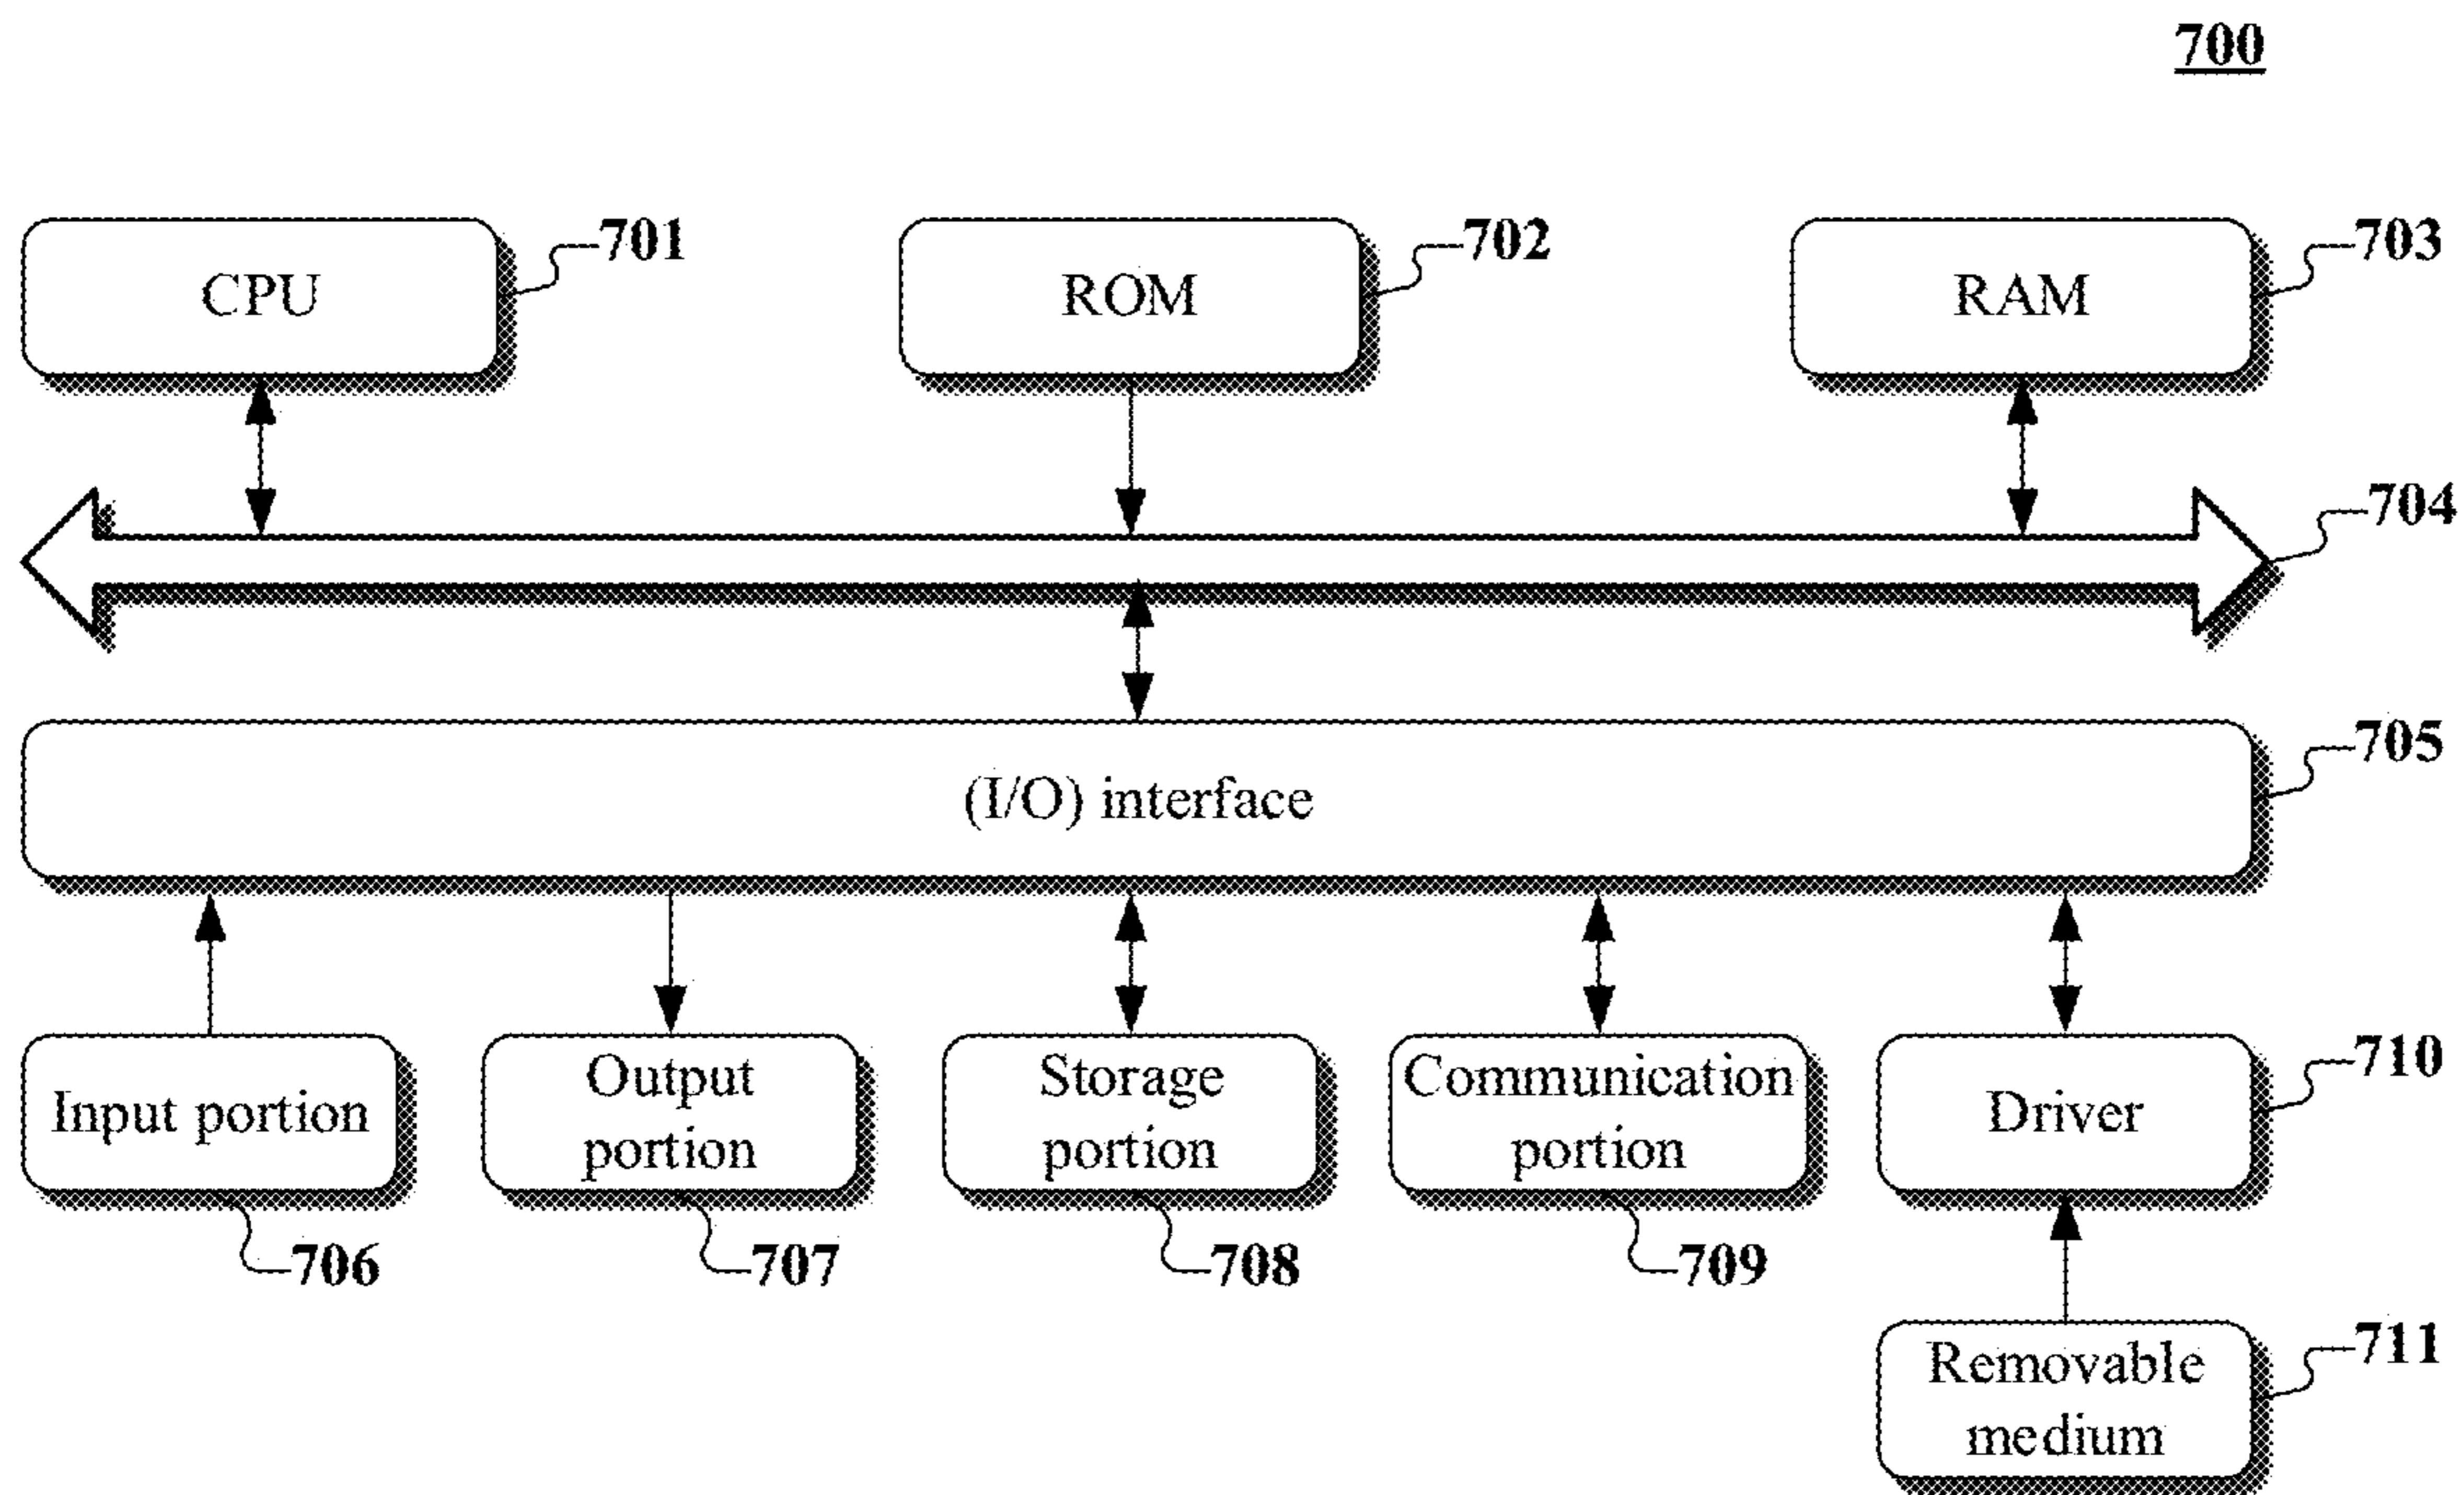 700
CPU
701
ROM
702
RAM
703
704
(I/O) interface
705
Input portion
706
Output
portion
707
Storage
portion
708
Communication
portion
709
Driver
710
Removable
medium
711